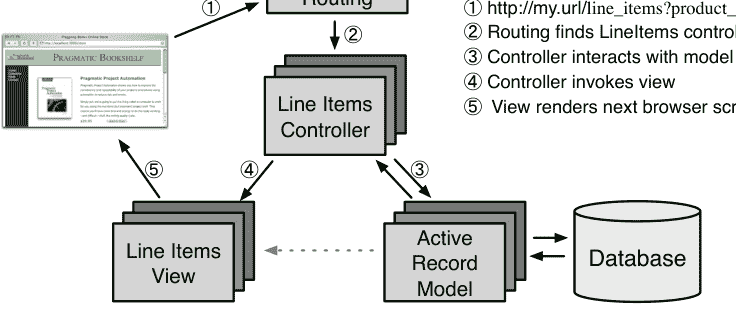 ①
Routing
① http://my.url/line_items?product_
②
② Routing finds LineItems
③ Controller interacts with model
④ Controller invokes view
⑤ View renders next browser
PRAGMATIC BOOKSHELF
Pragmatic Project Automation
Line Items
Controller
⑤
④
③
Line Items
View
Active
Record
Model
Database